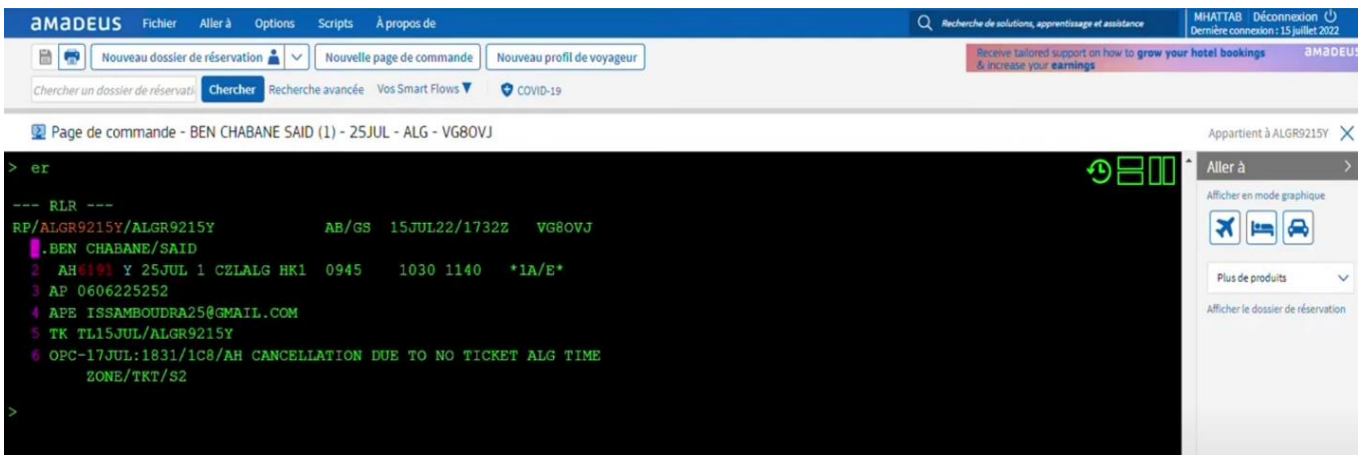 aMaDEUS Fichier Aller à Options Scripts À propos de
Recherche de solutions, apprentissage et assistance
MHATTAB Déconnexion
Dernière connexion : 15 juillet 2022
Nouveau dossier de réservation Nouvelle page de commande Nouveau profil de voyageur
Receive tailored support on how to grow your hotel bookings
& increase your earnings
aMaDEUS
Chercher un dossier de réservati Chercher Recherche avancée Vos Smart Flows COVID-19
Page de commande - BEN CHABANE SAID (1) - 25JUL - ALG - VG8OVJ
Appartient à ALGR9215Y
> er
--- RLR ---
RP/ALGR9215Y/ALGR9215Y AB/GS 15JUL22/1732Z VG8OVJ
.BEN CHABANE/SAID
2 AH6191 Y 25JUL 1 CZLALG HK1 0945 1030 1140 *1A/E*
3 AP 0606225252
4 APE ISSAMBOUDRA25@GMAIL.COM
5 TK TL15JUL/ALGR9215Y
6 OPC-17JUL:1831/1C8/AH CANCELLATION DUE TO NO TICKET ALG TIME
ZONE/TKT/S2
>
Aller à
Afficher en mode graphique
Plus de produits
Afficher le dossier de réservation